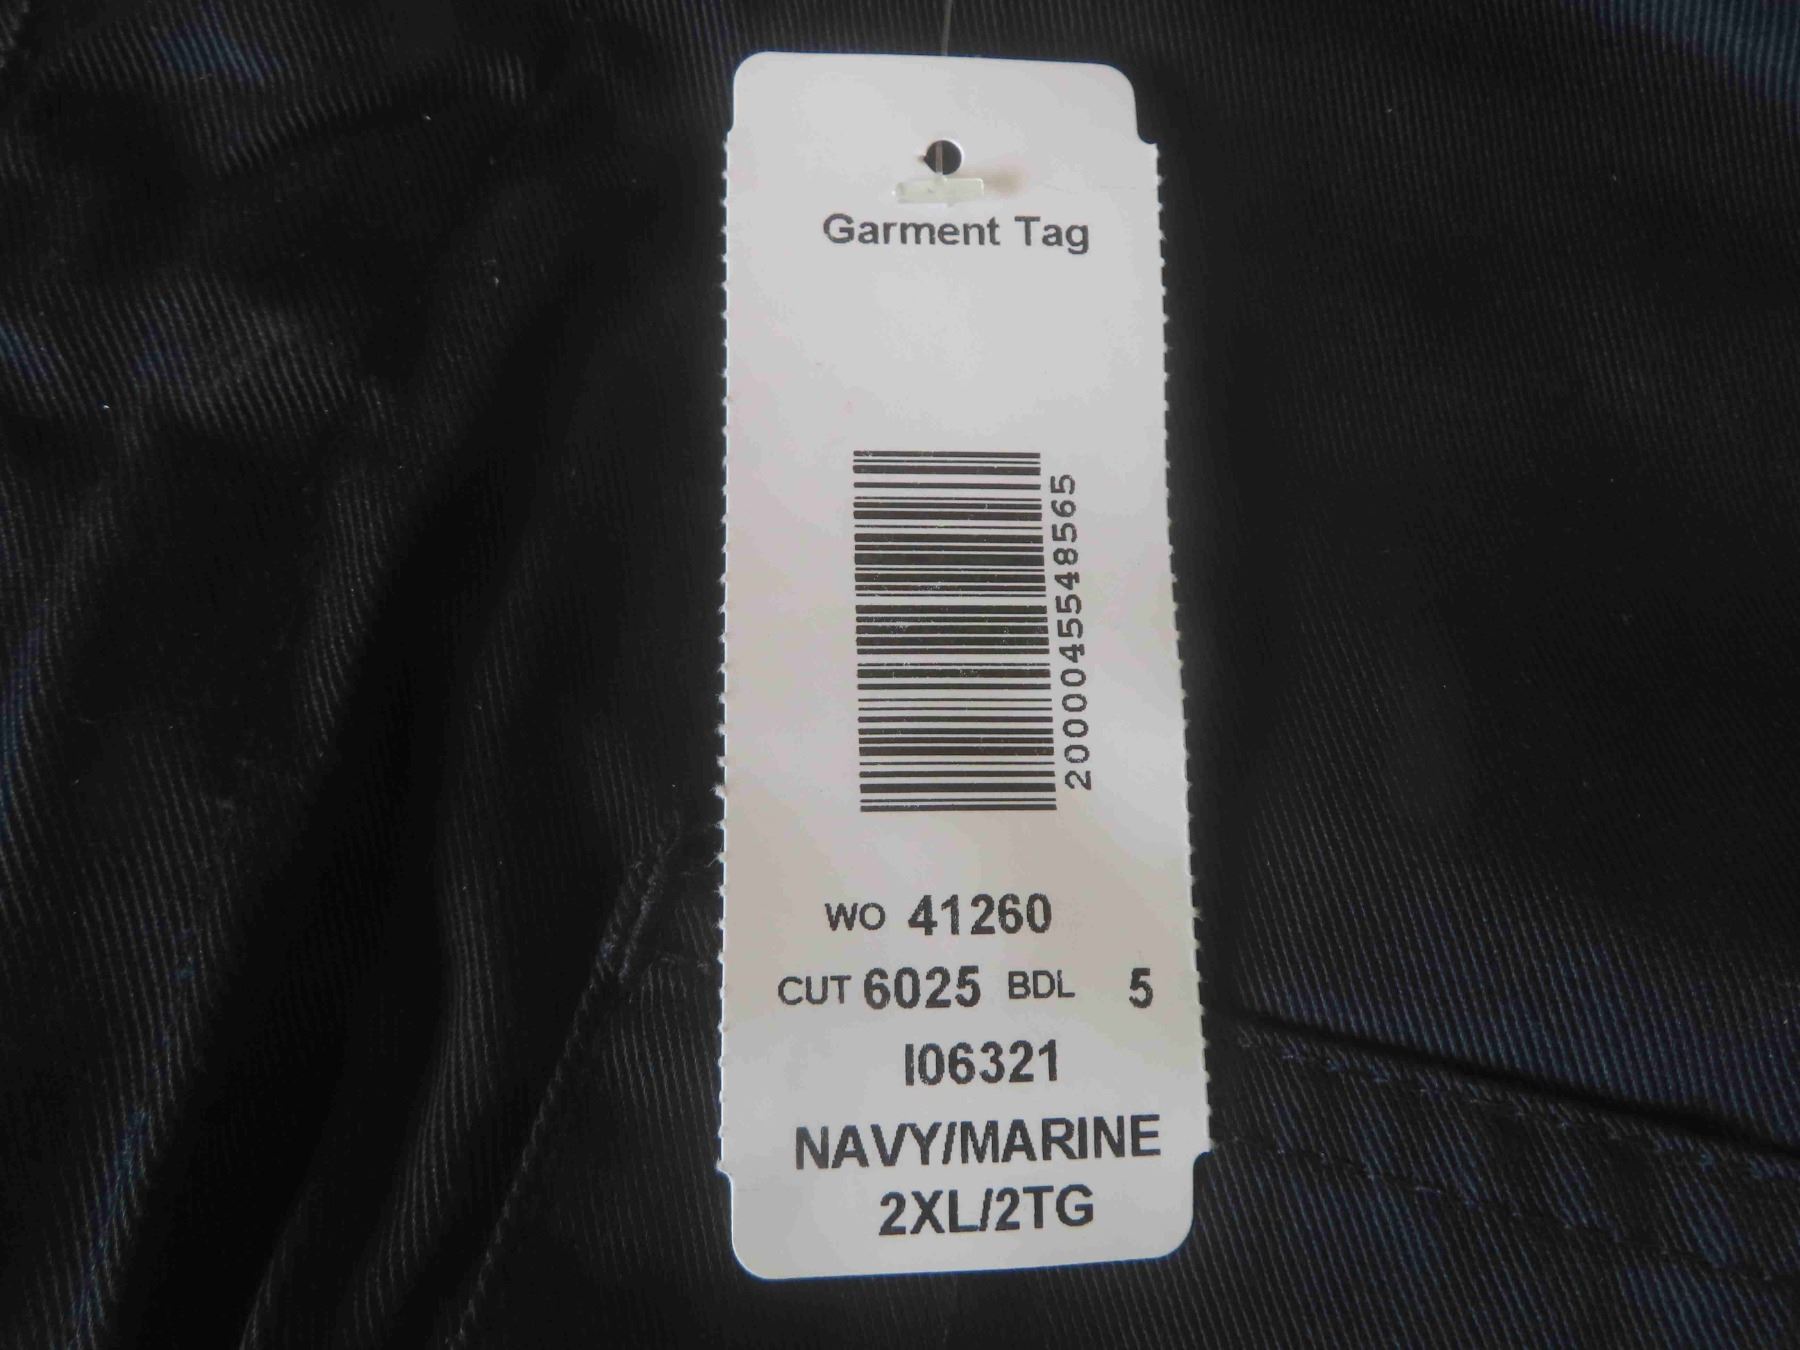 Garment Tag
2000045548565
WO 41260
CUT 6025 BDL 5
I06321
NAVY/MARINE
2XL/2TG